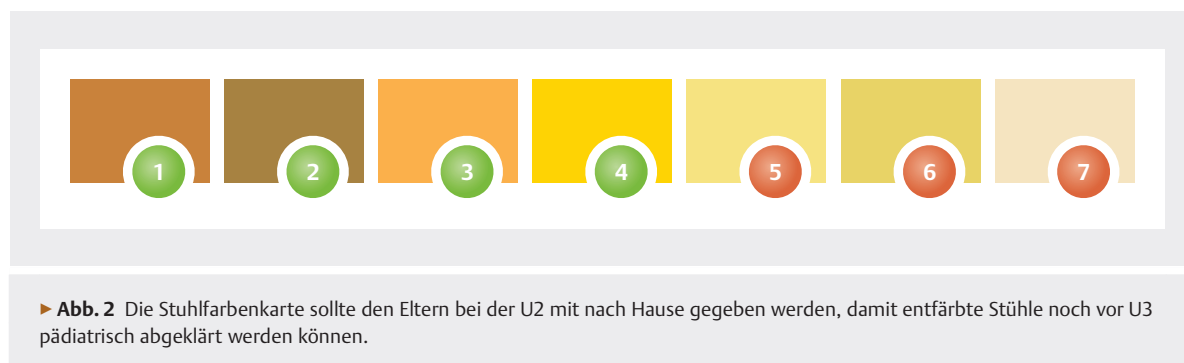 1 2 3 4 5 6 7
▶ Abb. 2 Die Stuhlfarbenkarte sollte den Eltern bei der U2 mit nach Hause gegeben werden, damit entfärbte Stühle noch vor U3
pädiatrisch abgeklärt werden können.